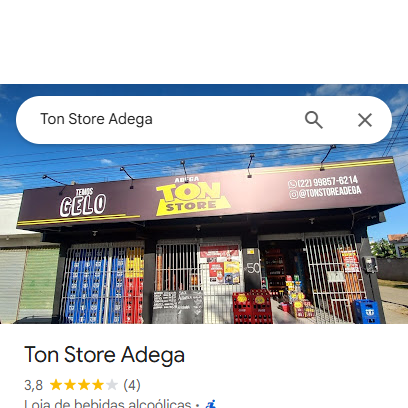 Ton Store Adega
TEMOS
GELO
ADEGA
TON
STORE
(22) 99857-6214
@TONSTOREADEGA
50
Ton Store Adega
3,8 (4)
Loja de bebidas alcoólicas ·